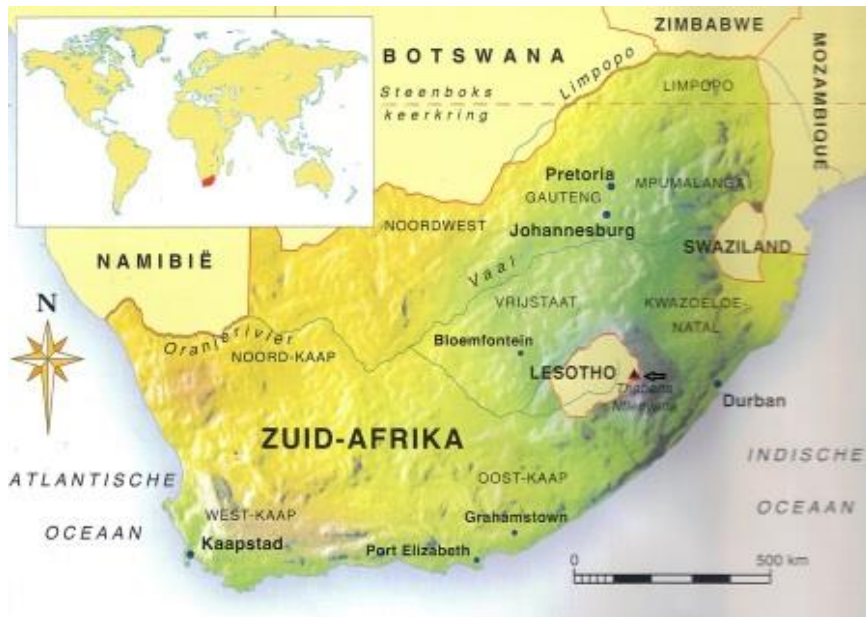 ZIMBABWE
BOTSWANA
MOZAMBIQUE
Limpopo
LIMPOPO
Steenboks
keerkring
Pretoria
MPUMALANGA
GAUTENG
NOORDWEST
Johannesburg
SWAZILAND
NAMIBIË
Vaal
VRIJSTAAT
KWAZOELOE-
NATAL
N
Oranjerivier
NOORD-KAAP
Bloemfontein
LESOTHO
Thabana
Ntlenyana
Durban
ZUID-AFRIKA
INDISCHE
OCEAAN
ATLANTISCHE
OCEAAN
OOST-KAAP
WEST-KAAP
Grahamstown
Kaapstad
Port Elizabeth
0
500 km